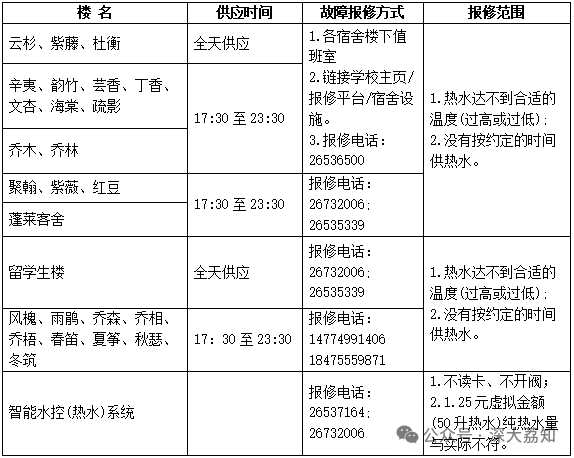 楼 名 供应时间 故障报修方式 报修范围
云杉、紫藤、杜衡 全天供应
1.各宿舍楼下值
班室
2.链接学校主页/
报修平台/宿舍设
施。
3.报修电话:
26536500
1.热水达不到合适的
温度(过高或过低);
2.没有按约定的时间
供热水。
辛夷、韵竹、芸香、丁香、
文杏、海棠、疏影
17:30 至 23:30
乔木、乔林
聚翰、紫薇、红豆
17:30 至 23:30
报修电话:
26732006;
26535339
蓬莱客舍
留学生楼 全天供应
报修电话:
26732006;
26535339
1.热水达不到合适的
温度(过高或过低);
2.没有按约定的时间
供热水。
风槐、雨鹃、乔森、乔相、
乔梧、春笛、夏筝、秋瑟、
冬筑
17: 30 至 23:30
报修电话:
14774991406
18475559871
智能水控(热水)系统
报修电话:
26537164;
26732006
1.不读卡、不开阀;
2.1.25 元虚拟金额
(50 升热水)纯热水量
与实际不符。
公众号 · 深大荔知